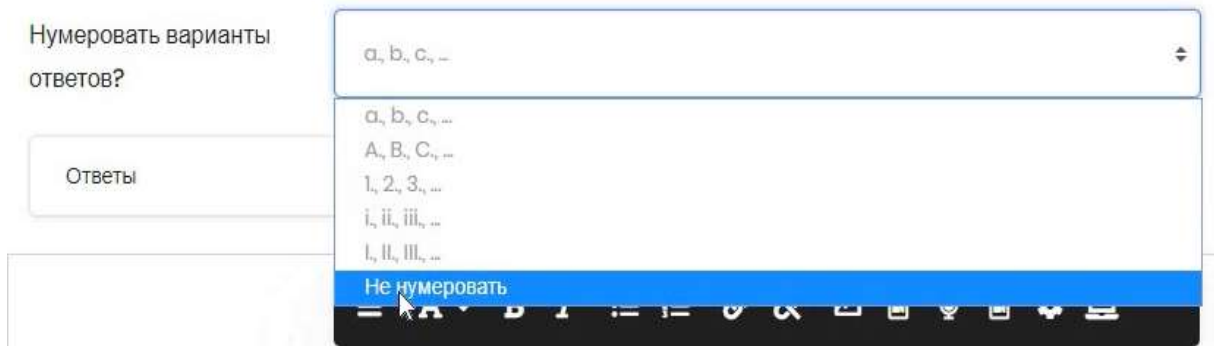 Нумеровать варианты
ответов?
a., b., c., ...
a., b., c., ...
A., B., C., ...
1., 2., 3., ...
i., ii., iii., ...
I., II., III., ...
Ответы
Не нумеровать